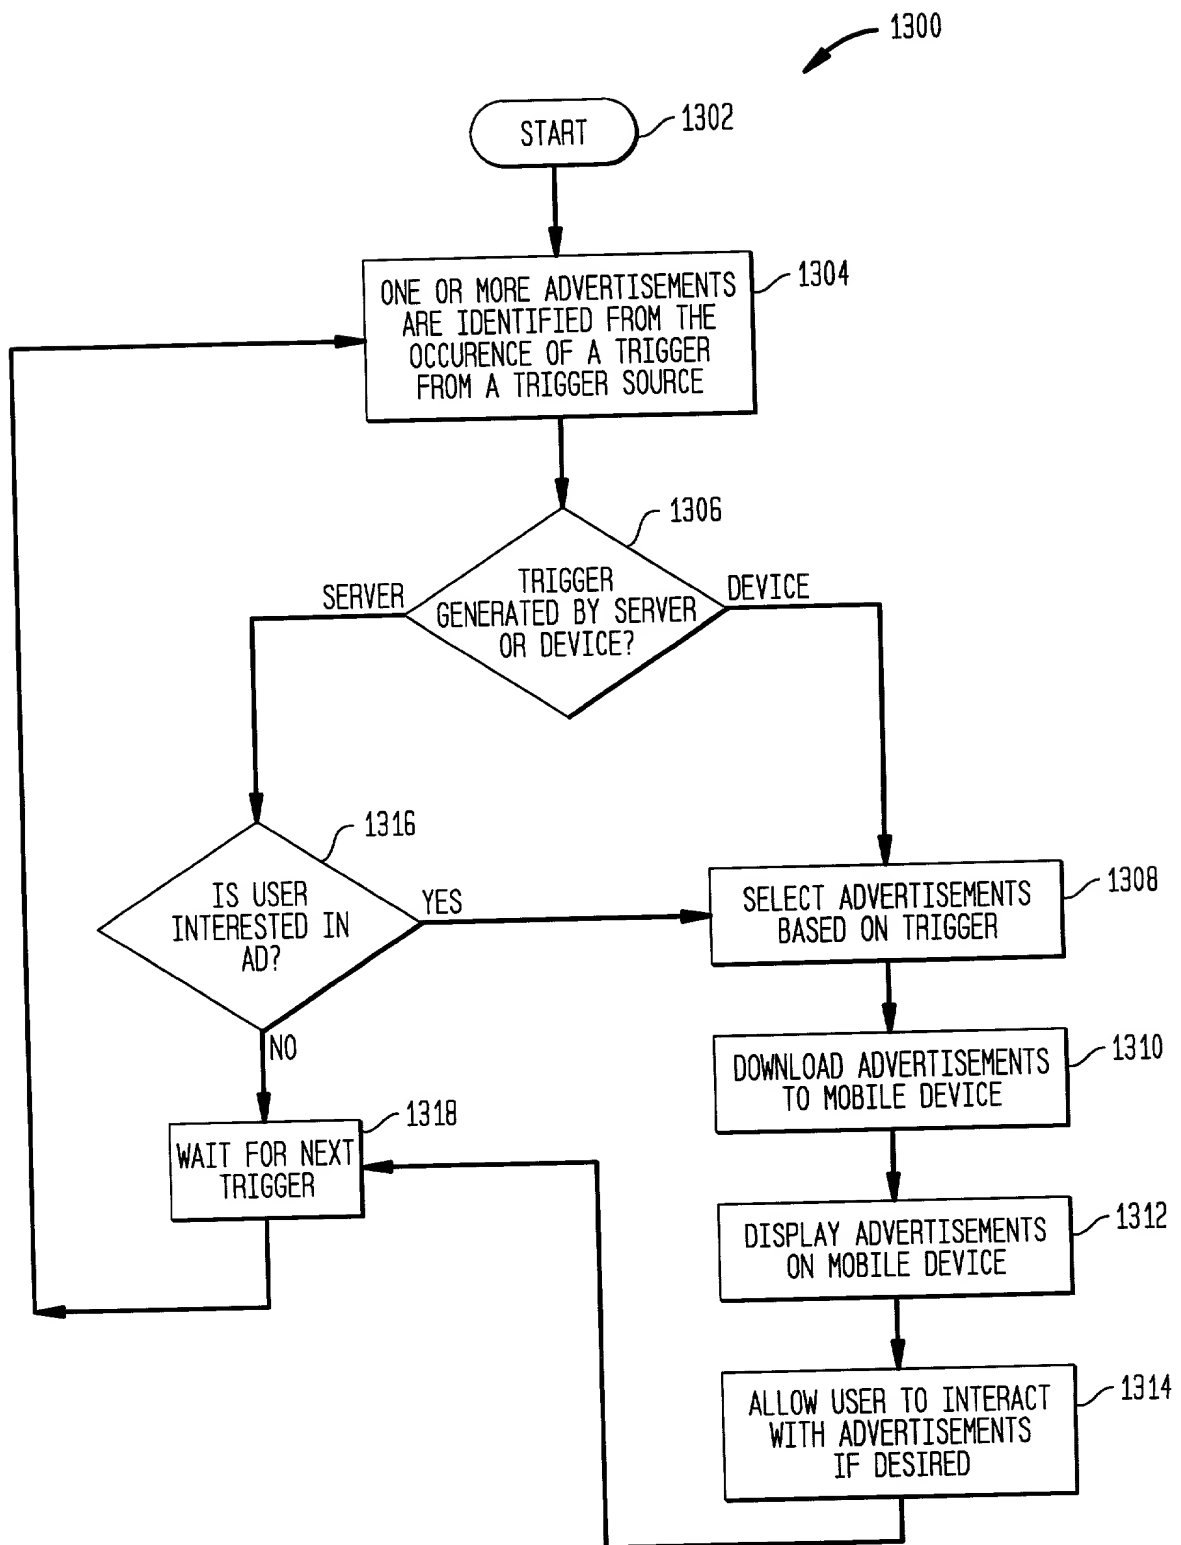 1300
START
1302
ONE OR MORE ADVERTISEMENTS
ARE IDENTIFIED FROM THE
OCCURENCE OF A TRIGGER
FROM A TRIGGER SOURCE
1304
1306
TRIGGER
GENERATED BY SERVER
OR DEVICE?
SERVER
DEVICE
1316
IS USER
INTERESTED IN
AD?
YES
NO
1308
SELECT ADVERTISEMENTS
BASED ON TRIGGER
1310
DOWNLOAD ADVERTISEMENTS
TO MOBILE DEVICE
1318
WAIT FOR NEXT
TRIGGER
1312
DISPLAY ADVERTISEMENTS
ON MOBILE DEVICE
1314
ALLOW USER TO INTERACT
WITH ADVERTISEMENTS
IF DESIRED